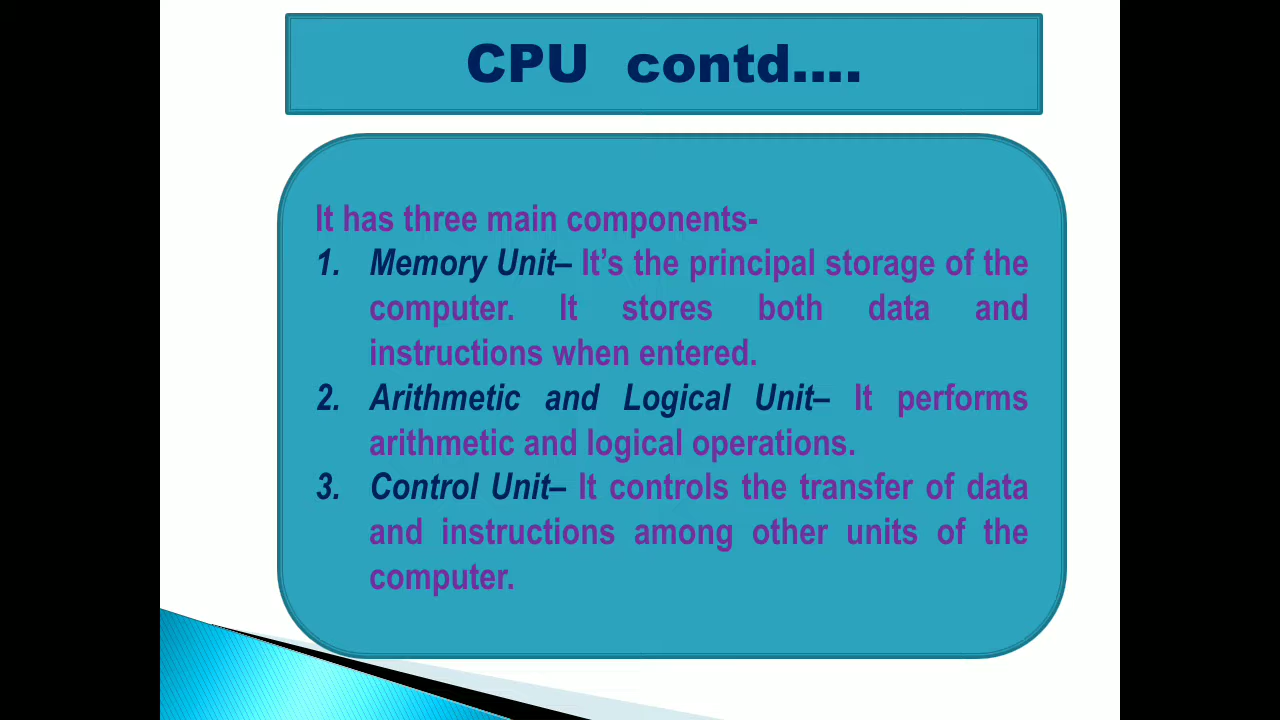 CPU contd....
It has three main components-
1. Memory Unit– It's the principal storage of the
computer. It stores both data and
instructions when entered.
2. Arithmetic and Logical Unit– It performs
arithmetic and logical operations.
3. Control Unit– It controls the transfer of data
and instructions among other units of the
computer.